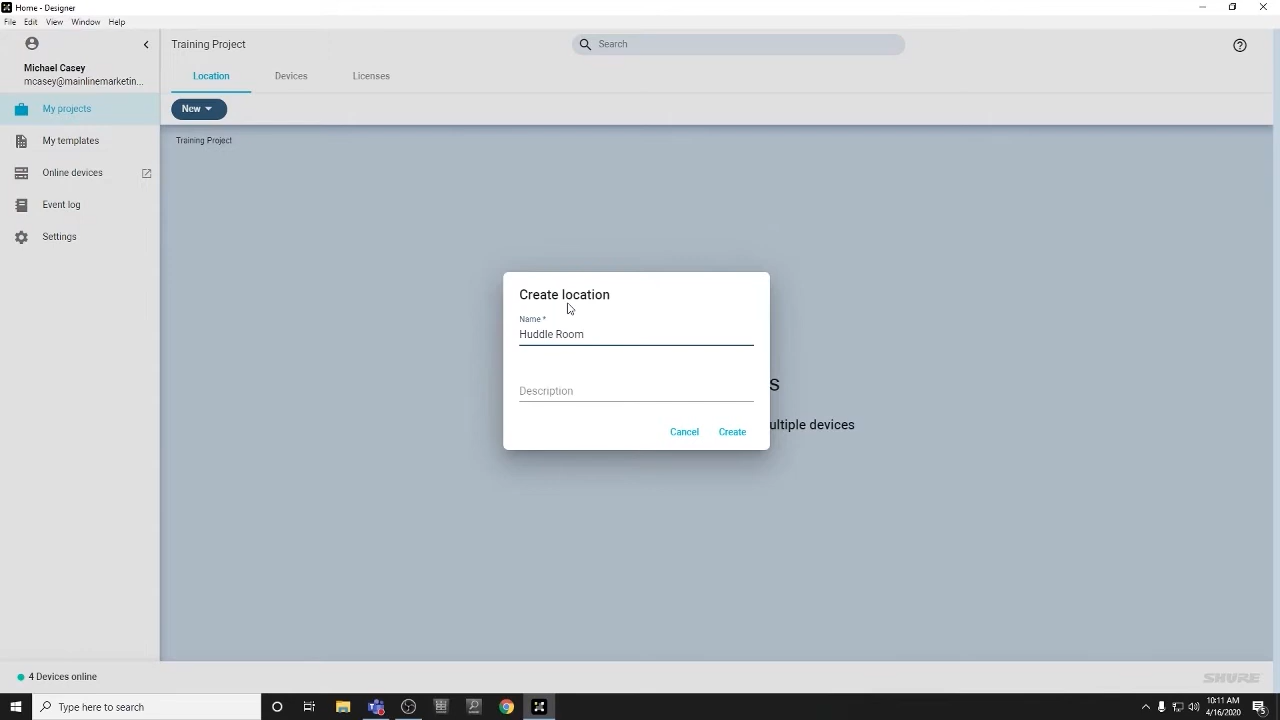 Home - Designer
File Edit View Window Help
Michael Casey
mcasey@mainlinemarketin...
My projects
My templates
Online devices
Event log
Settings
Training Project
Search
Location Devices Licenses
New
Training Project
Create location
Name *
Huddle Room
Description
Cancel Create
s
ultiple devices
4 Devices online
SHURE
Type here to search
10:11 AM
4/16/2020